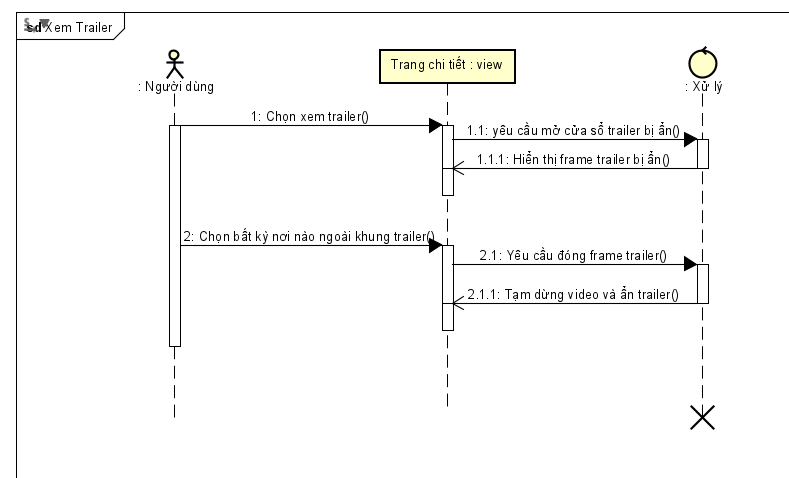 sd Xem Trailer
: Người dùng
Trang chi tiết : view
: Xử lý
1: Chọn xem trailer()
1.1: yêu cầu mở cửa sổ trailer bị ẩn()
1.1.1: Hiển thị frame trailer bị ẩn()
2: Chọn bất kỳ nơi nào ngoài khung trailer()
2.1: Yêu cầu đóng frame trailer()
2.1.1: Tạm dừng video và ẩn trailer()